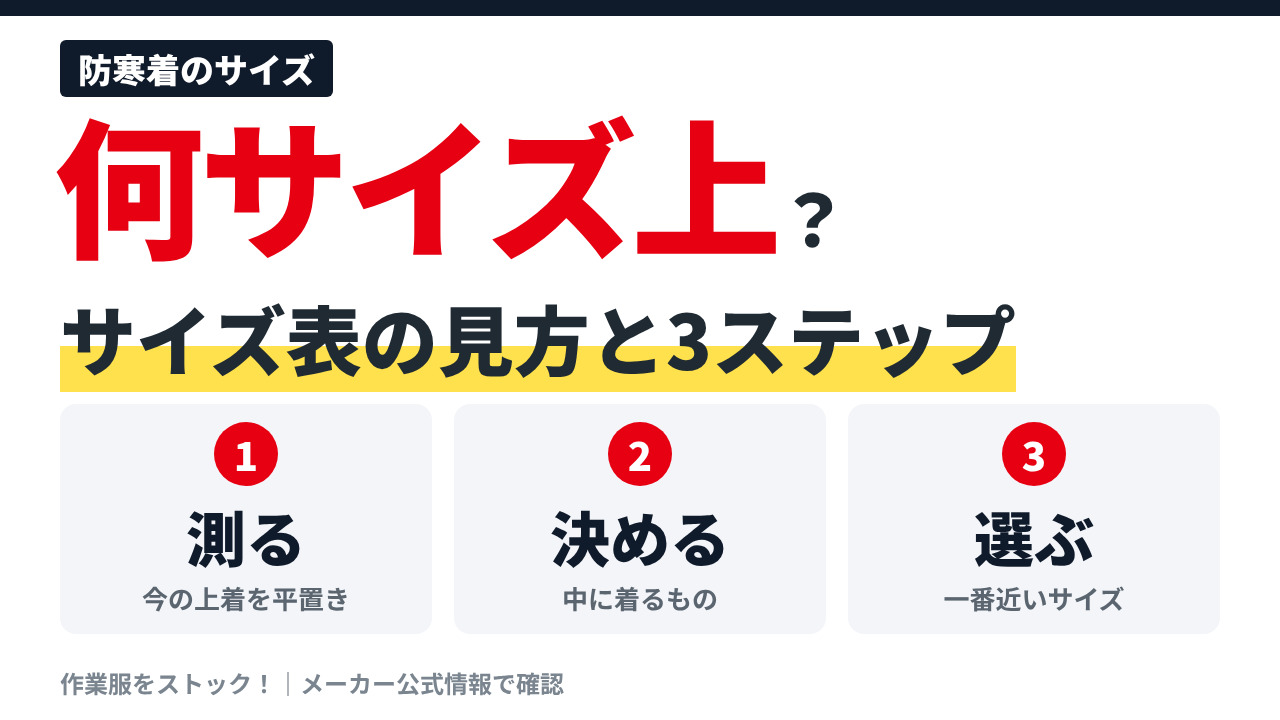 防寒着のサイズ
何サイズ上?
サイズ表の見方と3ステップ
1
測る
今の上着を平置き
2
決める
中に着るもの
3
選ぶ
一番近いサイズ
作業服をストック!｜メーカー公式情報で確認